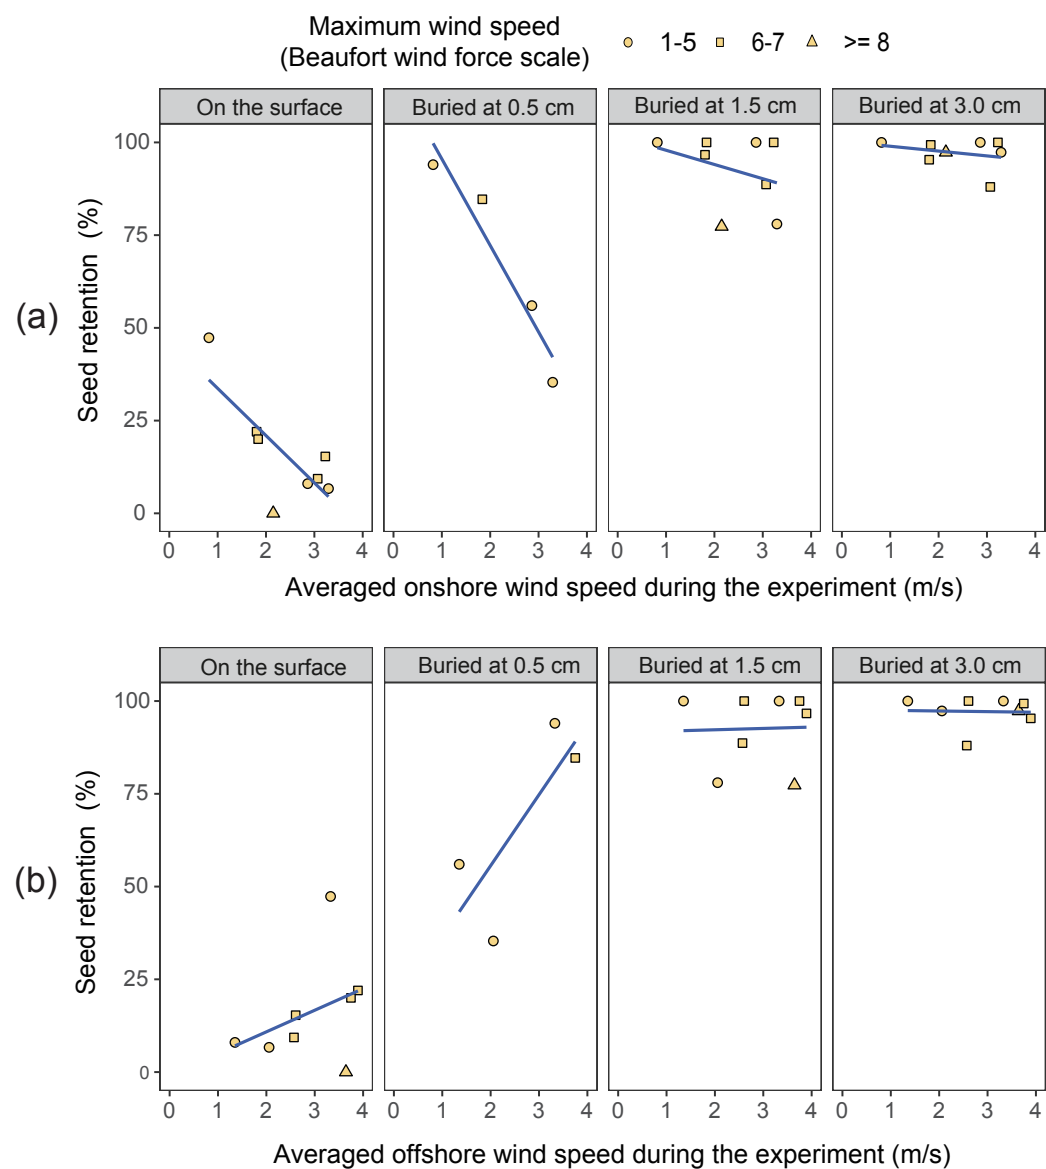 Maximum wind speed
(Beaufort wind force scale) 1-5 6-7 >= 8
On the surface Buried at 0.5 cm Buried at 1.5 cm Buried at 3.0 cm
(a)
Seed retention (%)
100
75
50
25
0
0 1 2 3 4 0 1 2 3 4 0 1 2 3 4 0 1 2 3 4
Averaged onshore wind speed during the experiment (m/s)
On the surface Buried at 0.5 cm Buried at 1.5 cm Buried at 3.0 cm
(b)
Seed retention (%)
100
75
50
25
0
0 1 2 3 4 0 1 2 3 4 0 1 2 3 4 0 1 2 3 4
Averaged offshore wind speed during the experiment (m/s)